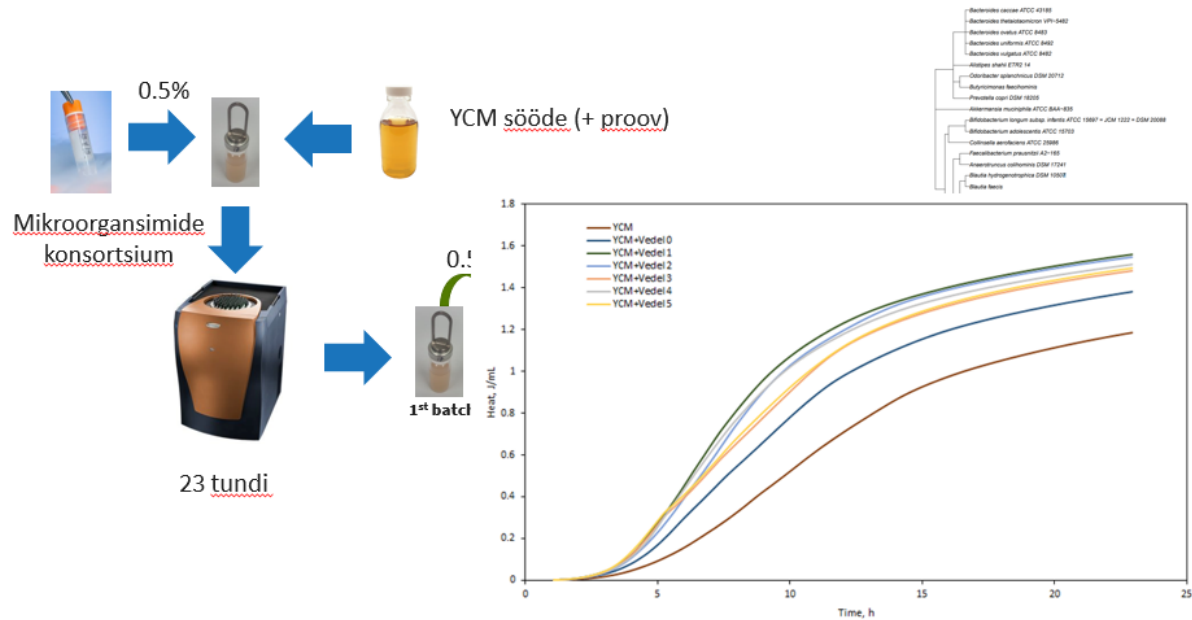 0.5%
YCM sööde (+ proov)
Mikroorgansimide
konsortsium
0.5
1st batch
23 tundi
Bacteroides caccae ATCC 43185
Bacteroides thetaiotaomicron VPI-5482
Bacteroides ovatus ATCC 8483
Bacteroides uniformis ATCC 8492
Bacteroides vulgatus ATCC 8482
Alistipes shahii ETR2 14
Odoribacter splanchnicus DSM 20712
Butyricimonas faecihominis
Prevotella copri DSM 18205
Akkermansia muciniphila ATCC BAA-835
Bifidobacterium longum subsp. infantis ATCC 15697 = JCM 1222 = DSM 20088
Bifidobacterium adolescentis ATCC 15703
Collinsella aerofaciens ATCC 25986
Faecalibacterium prausnitzii A2-165
Anaerotruncus colihominis DSM 17241
Blautia hydrogenotrophica DSM 10508
Blautia faecis
1.8
1.6
1.4
1.2
1
0.8
0.6
0.4
0.2
0
Heat, J/mL
YCM
YCM+Vedel 0
YCM+Vedel 1
YCM+Vedel 2
YCM+Vedel 3
YCM+Vedel 4
YCM+Vedel 5
0 5 10 15 20 25
Time, h